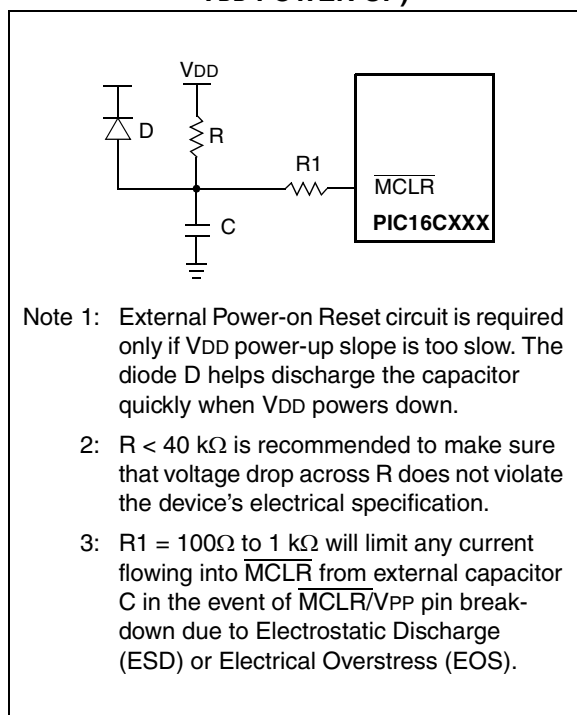 VDD POWER-UP)
VDD
D
R
R1
MCLR
PIC16CXXX
C
Note 1: External Power-on Reset circuit is required
only if VDD power-up slope is too slow. The
diode D helps discharge the capacitor
quickly when VDD powers down.
2: R < 40 kΩ is recommended to make sure
that voltage drop across R does not violate
the device's electrical specification.
3: R1 = 100Ω to 1 kΩ will limit any current
flowing into MCLR from external capacitor
C in the event of MCLR/VPP pin break-
down due to Electrostatic Discharge
(ESD) or Electrical Overstress (EOS).